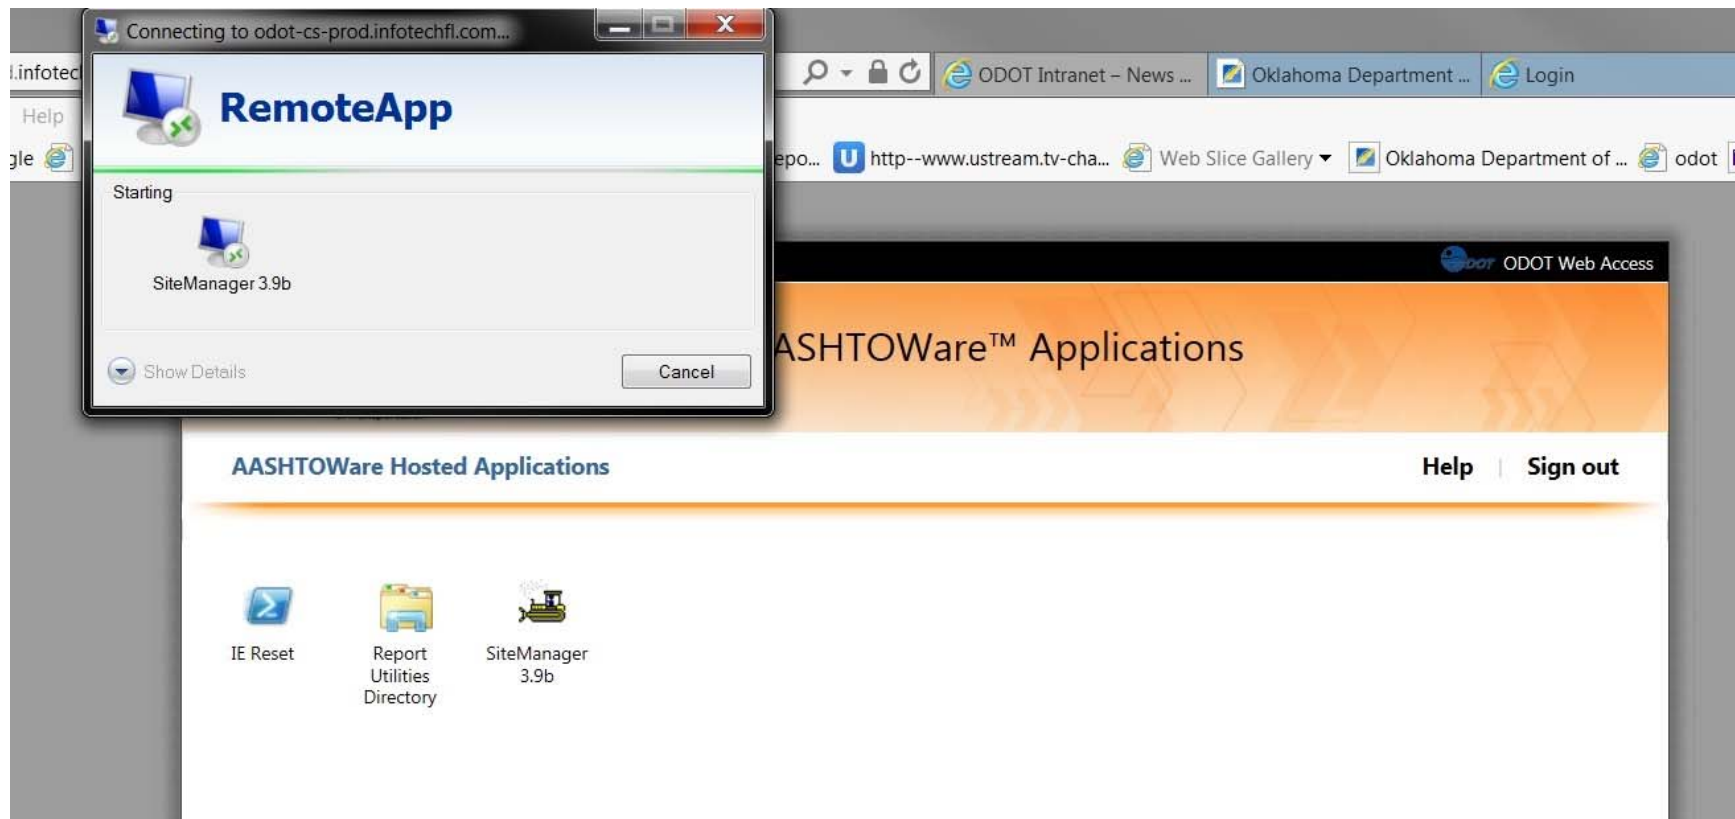 Connecting to odot-cs-prod.infotechfl.com...
X
.infotec
ODOT Intranet – News ...
Oklahoma Department ...
Login
Help
RemoteApp
gle
epo...
U http--www.ustream.tv-cha...
Web Slice Gallery
Oklahoma Department of ...
odot
Starting
SiteManager 3.9b
Show Details
Cancel
ODOT Web Access
ASHTOWare™ Applications
AASHTOWare Hosted Applications
Help
Sign out
IE Reset
Report
Utilities
Directory
SiteManager
3.9b